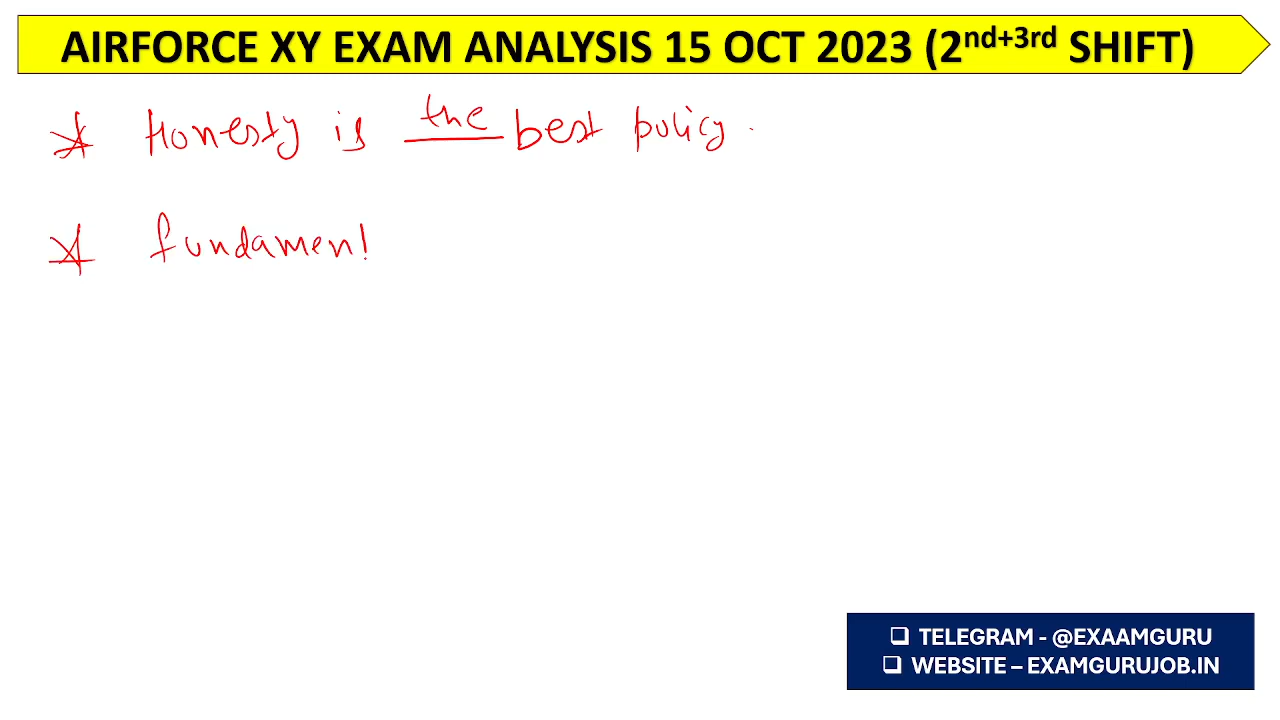 AIRFORCE XY EXAM ANALYSIS 15 OCT 2023 (2nd+3rd SHIFT)
Honesty is the best policy.
fundamen
TELEGRAM - @EXAAMGURU
WEBSITE – EXAMGURUJOB.IN